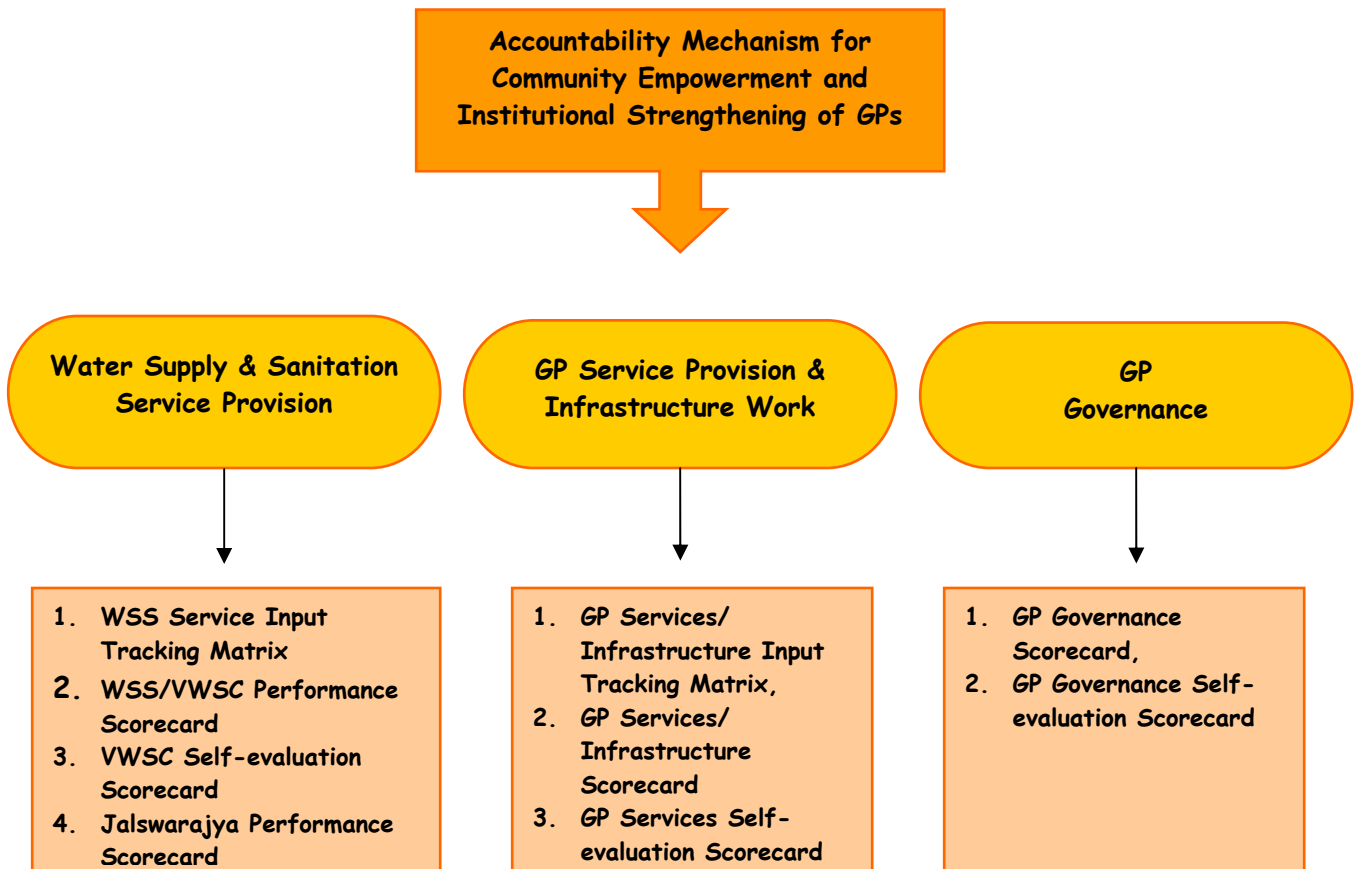 Accountability Mechanism for
Community Empowerment and
Institutional Strengthening of GPs
Water Supply & Sanitation
Service Provision
GP Service Provision &
Infrastructure Work
GP
Governance
1. WSS Service Input
Tracking Matrix
2. WSS/VWSC Performance
Scorecard
3. VWSC Self-evaluation
Scorecard
4. Jalswarajya Performance
Scorecard
1. GP Services/
Infrastructure Input
Tracking Matrix,
2. GP Services/
Infrastructure
Scorecard
3. GP Services Self-
evaluation Scorecard
1. GP Governance
Scorecard,
2. GP Governance Self-
evaluation Scorecard